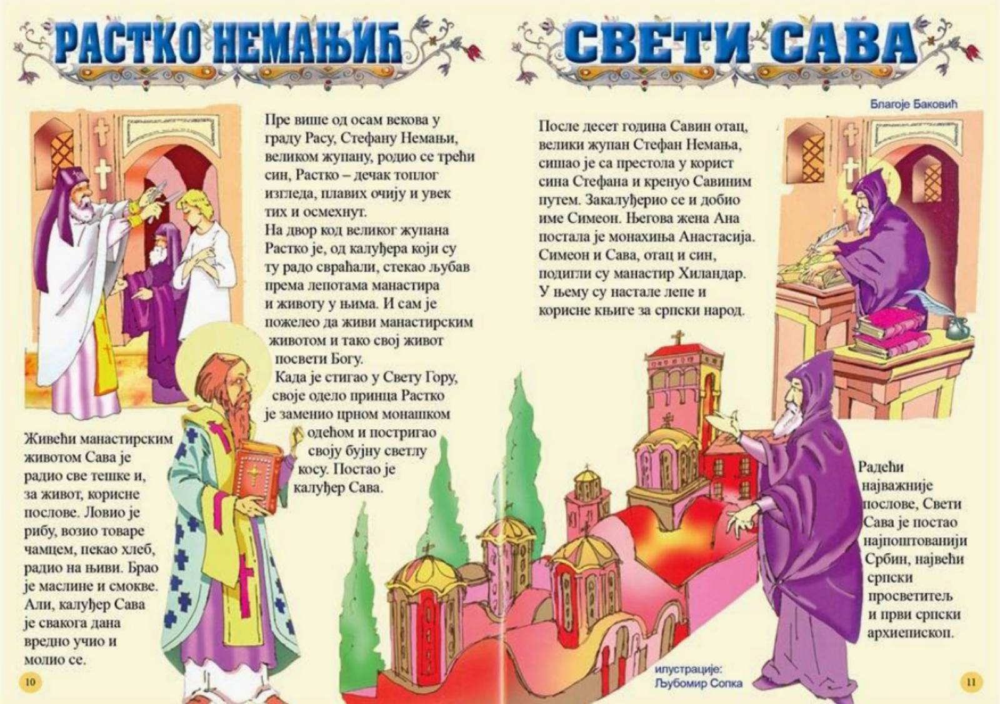 РАСТКО НЕМАЊИЋ
Пре више од осам векова у
граду Расу, Стефану Немањи,
великом жупану, родио се трећи
син, Растко – дечак топлог
изгледа, плавих очију и увек
тих и осмехнут.
На двор код великог жупана
Растко је, од калуђера који су
ту радо свраћали, стекао љубав
према лепотама манастира
и животу у њима. И сам је
пожелео да живи манастирским
животом и тако свој живот
посвети Богу.
Када је стигао у Свету Гору,
своје одело принца Растко
је заменио црном монашком
одећом и постригао
своју бујну светлу
косу. Постао је
калуђер Сава.
Живећи манастирским
животом Сава је
радио све тешке и,
за живот, корисне
послове. Ловио је
рибу, возио товаре
чамцем, пекао хлеб,
радио на њиви. Брао
је маслине и смокве.
Али, калуђер Сава
је свакога дана
вредно учио и
молио се.
10
СВЕТИ САВА
Благоје Баковић
После десет година Савин отац,
велики жупан Стефан Немања,
сишао је са престола у корист
сина Стефана и кренуо Савиним
путем. Закалуђерио се и добио
име Симеон. Његова жена Ана
постала је монахиња Анастасија.
Симеон и Сава, отац и син,
подигли су манастир Хиландар.
У њему су настале лепе и
корисне књиге за српски народ.
Радећи
најважније
послове, Свети
Сава је постао
најпоштованији
Србин, највећи
српски
просветитељ
и први српски
архиепископ.
илустрације:
Љубомир Сопка
11